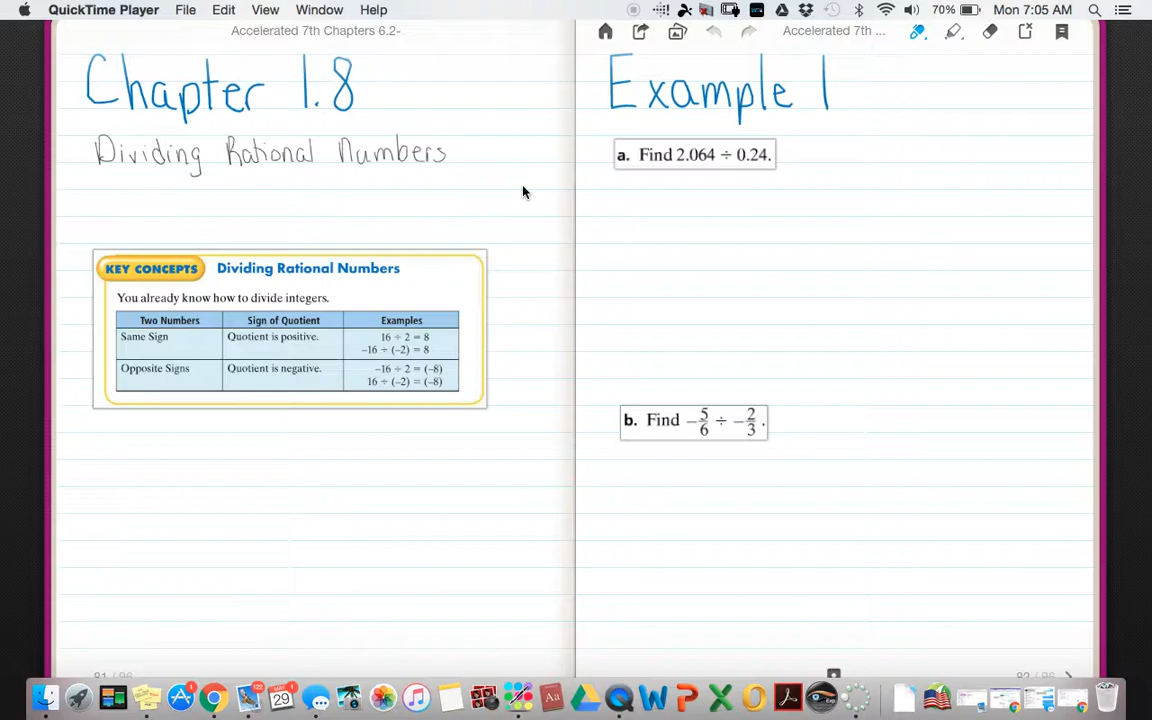 QuickTime Player File Edit View Window Help 70% Mon 7:05 AM
Accelerated 7th Chapters 6.2-
Accelerated 7th ...
Chapter 1.8
Dividing Rational Numbers
KEY CONCEPTS Dividing Rational Numbers
You already know how to divide integers.
Two Numbers Sign of Quotient Examples
Same Sign Quotient is positive. 16 ÷ 2 = 8
-16 ÷ (-2) = 8
Opposite Signs Quotient is negative. -16 ÷ 2 = (-8)
16 ÷ (-2) = (-8)
Example 1
a. Find 2.064 ÷ 0.24.
b. Find -5/6 ÷ -2/3 .